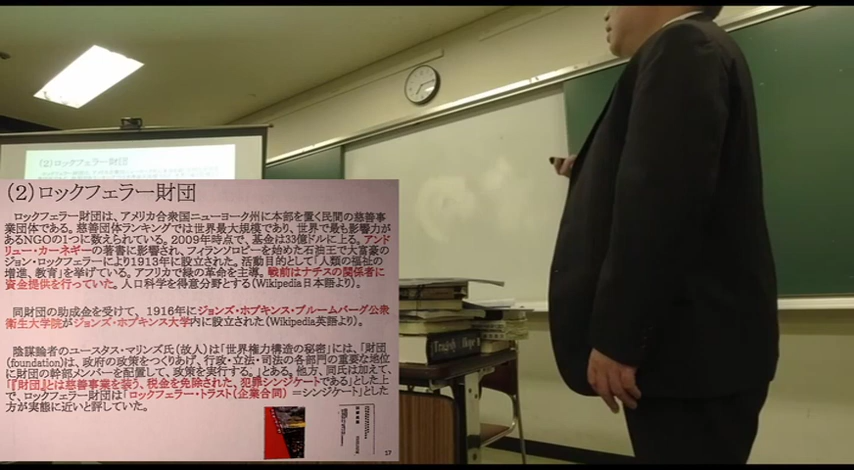 (2)ロックフェラー財団
(2)ロックフェラー財団
ロックフェラー財団は、アメリカ合衆国ニューヨーク州に本部を置く民間の慈善事
業団体である。慈善団体ランキングでは世界最大規模であり、世界で最も影響力が
あるNGOの1つに数えられている。2009年時点で、基金は33億ドルに上る。アンド
リュー・カーネギーの著書に影響され、フィランソロピーを始めた石油王で大富豪の
ジョン・ロックフェラーにより1913年に設立された。活動目的として「人類の福祉の
増進、教育」を挙げている。アフリカで緑の革命を主導。戦前はナチスの関係者に
資金提供を行っていた。人口科学を得意分野とする(Wikipedia日本語より)。
同財団の助成金を受けて、1916年にジョンズ・ホプキンス・ブルームバーグ公衆
衛生大学院がジョンズ・ホプキンス大学内に設立された(Wikipedia英語より)。
陰謀論者のユースタス・マリンズ氏(故人)は「世界権力構造の秘密」には、「財団
(foundation)は、政府の政策をつくりあげ、行政・立法・司法の各部門の重要な地位
に財団の幹部メンバーを配置して、政策を実行する。」とある。他方、同氏は加えて、
「『財団』とは慈善事業を装う、税金を免除された、犯罪シンジケートである」とした上
で、ロックフェラー財団は「ロックフェラー・トラスト(企業合同)=シンジケート」とした
方が実態に近いと評していた。
17
Tragedy
Hope